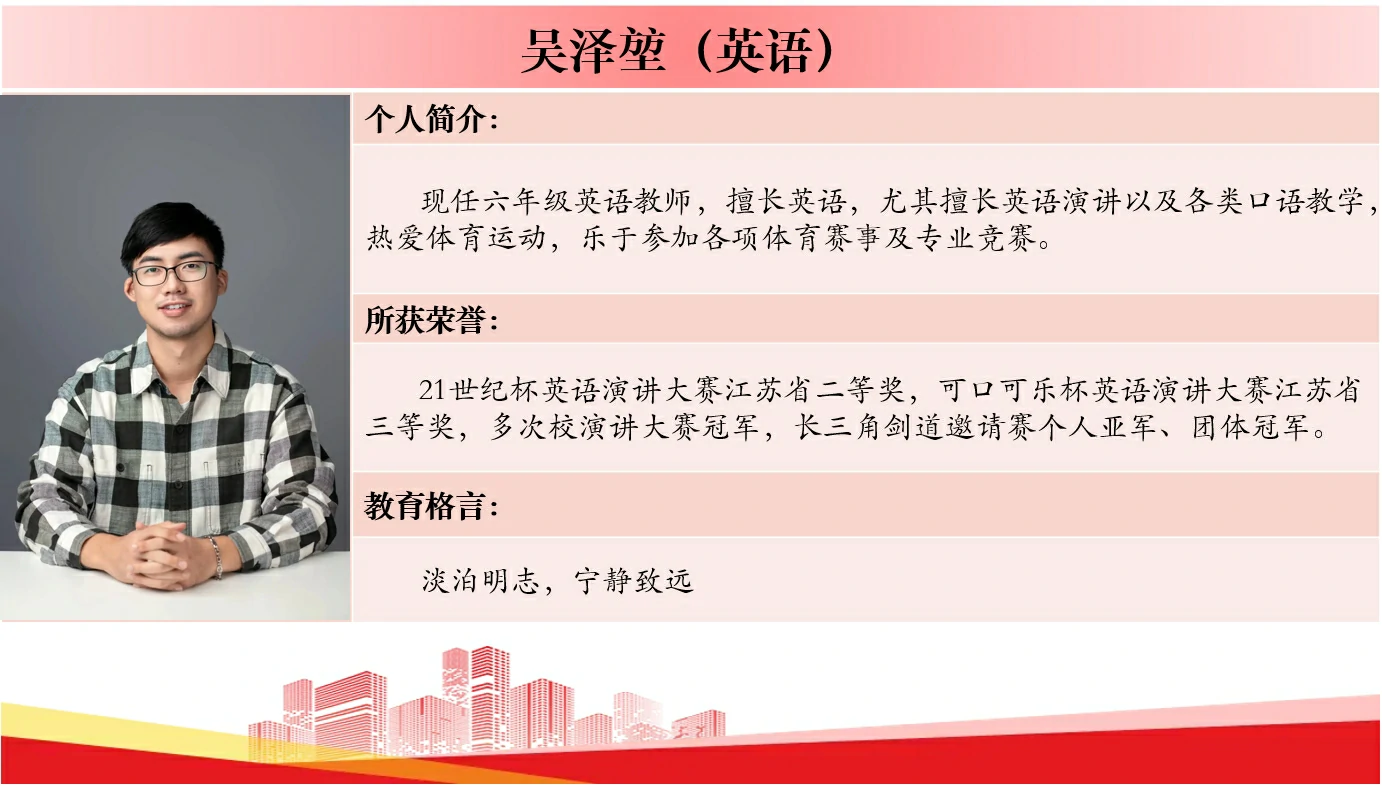 吴泽堃（英语）
个人简介：
现任六年级英语教师，擅长英语，尤其擅长英语演讲以及各类口语教学，
热爱体育运动，乐于参加各项体育赛事及专业竞赛。
所获荣誉：
21世纪杯英语演讲大赛江苏省二等奖，可口可乐杯英语演讲大赛江苏省
三等奖，多次校演讲大赛冠军，长三角剑道邀请赛个人亚军、团体冠军。
教育格言：
淡泊明志，宁静致远